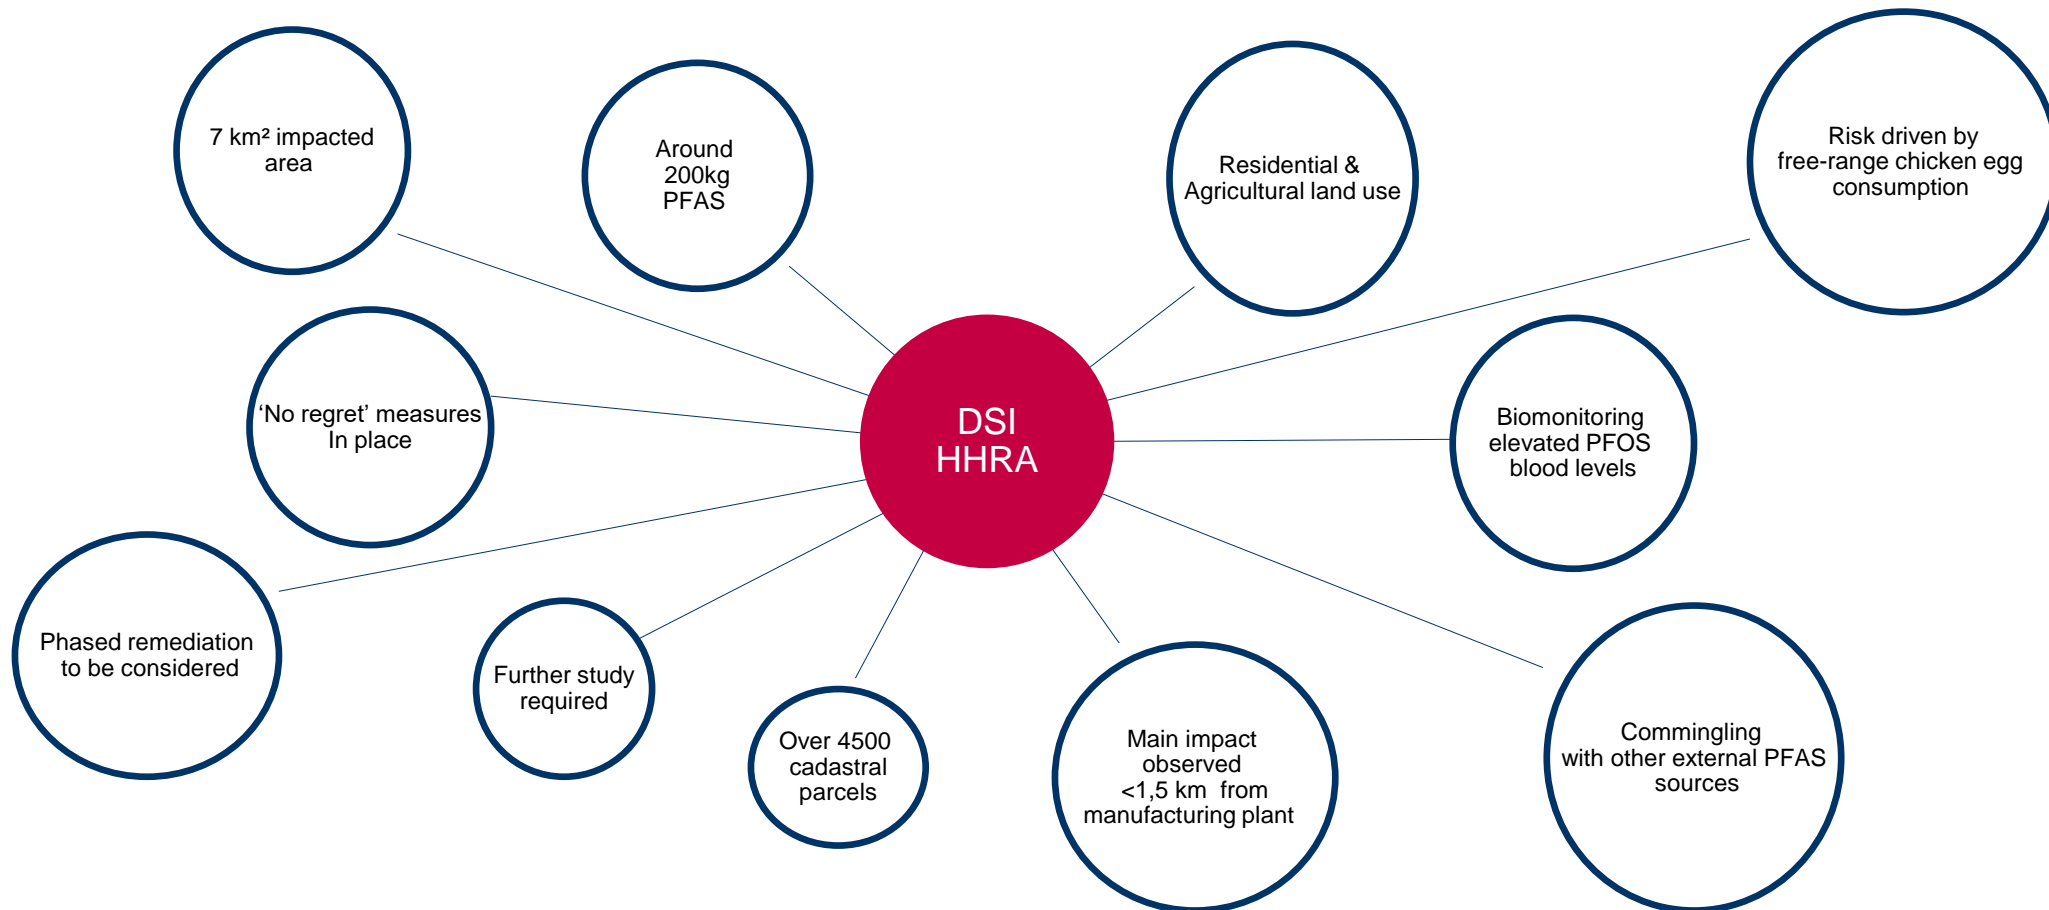 7 km² impacted
area
Around
200kg
PFAS
Residential &
Agricultural land use
Risk driven by
free-range chicken egg
consumption
‘No regret’ measures
In place
DSI
HHRA
Biomonitoring
elevated PFOS
blood levels
Phased remediation
to be considered
Further study
required
Over 4500
cadastral
parcels
Main impact
observed
<1,5 km from
manufacturing plant
Commingling
with other external PFAS
sources